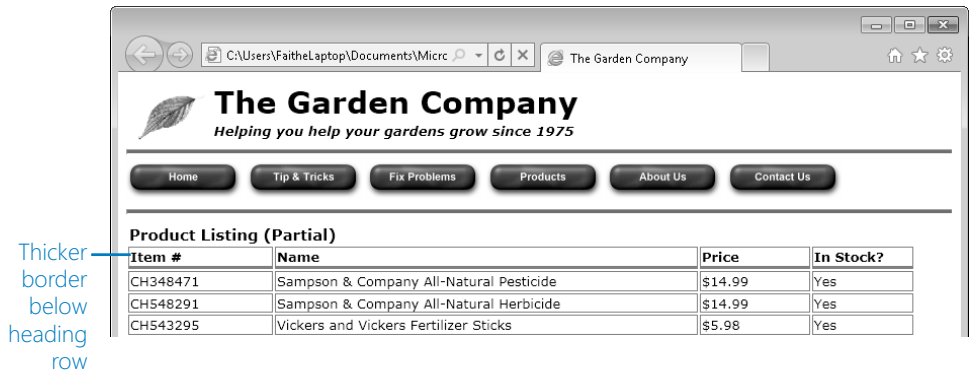 C:\Users\FaitheLaptop\Documents\Micrc
The Garden Company
The Garden Company
Helping you help your gardens grow since 1975
Home Tip & Tricks Fix Problems Products About Us Contact Us
Product Listing (Partial)
Item # Name Price In Stock?
CH348471 Sampson & Company All-Natural Pesticide $14.99 Yes
CH548291 Sampson & Company All-Natural Herbicide $14.99 Yes
CH543295 Vickers and Vickers Fertilizer Sticks $5.98 Yes
Thicker
border
below
heading
row